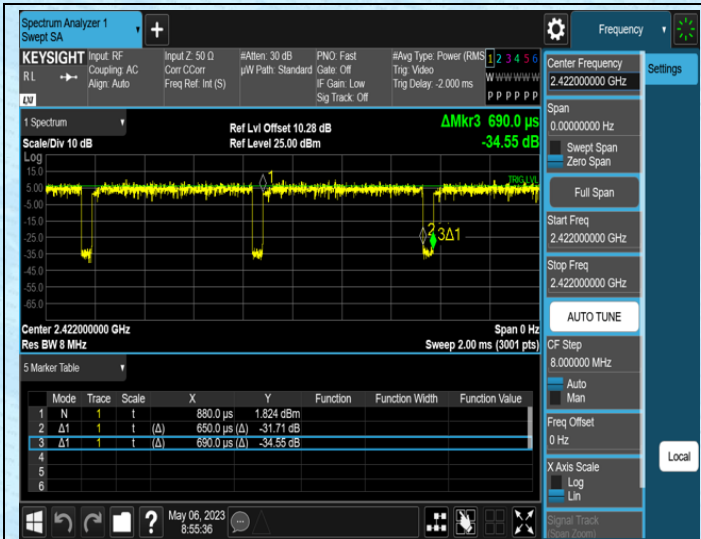 Spectrum Analyzer 1
Swept SA
Frequency
KEYSIGHT
RL
LXI
Input: RF
Coupling: AC
Align: Auto
Input Z: 50 Ω
Corr CCorr
Freq Ref: Int (S)
#Atten: 30 dB
µW Path: Standard
PNO: Fast
Gate: Off
IF Gain: Low
Sig Track: Off
#Avg Type: Power (RMS)
Trig: Video
Trig Delay: -2.000 ms
1 2 3 4 5 6
W W W W W W
P P P P P P
1 Spectrum
Scale/Div 10 dB
Log
Ref Lvl Offset 10.28 dB
Ref Level 25.00 dBm
ΔMkr3 690.0 µs
-34.55 dB
15.0
5.00
-5.00
-15.0
-25.0
-35.0
-45.0
-55.0
-65.0
TRIG LVL
1
2
3Δ1
Center 2.422000000 GHz
Res BW 8 MHz
Span 0 Hz
Sweep 2.00 ms (3001 pts)
5 Marker Table
Mode Trace Scale X Y Function Function Width Function Value
1 N 1 t 880.0 µs 1.824 dBm
2 Δ1 1 t (Δ) 650.0 µs (Δ) -31.71 dB
3 Δ1 1 t (Δ) 690.0 µs (Δ) -34.55 dB
4
5
6
?
May 06, 2023
8:55:36
Center Frequency
2.422000000 GHz
Settings
Span
0.00000000 Hz
Swept Span
Zero Span
Full Span
Start Freq
2.422000000 GHz
Stop Freq
2.422000000 GHz
AUTO TUNE
CF Step
8.000000 MHz
Auto
Man
Freq Offset
0 Hz
X Axis Scale
Log
Lin
Signal Track
(Span Zoom)
Local